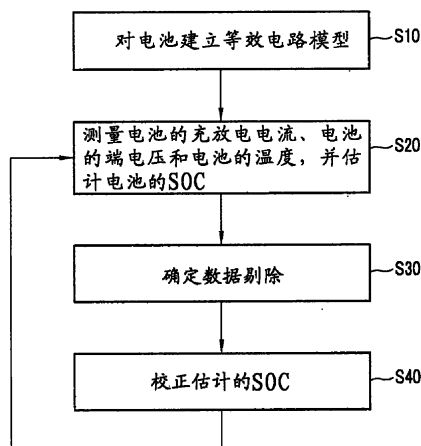 对电池建立等效电路模型
S10
测量电池的充放电电流、电池
的端电压和电池的温度，并估
计电池的SOC
S20
确定数据剔除
S30
校正估计的SOC
S40